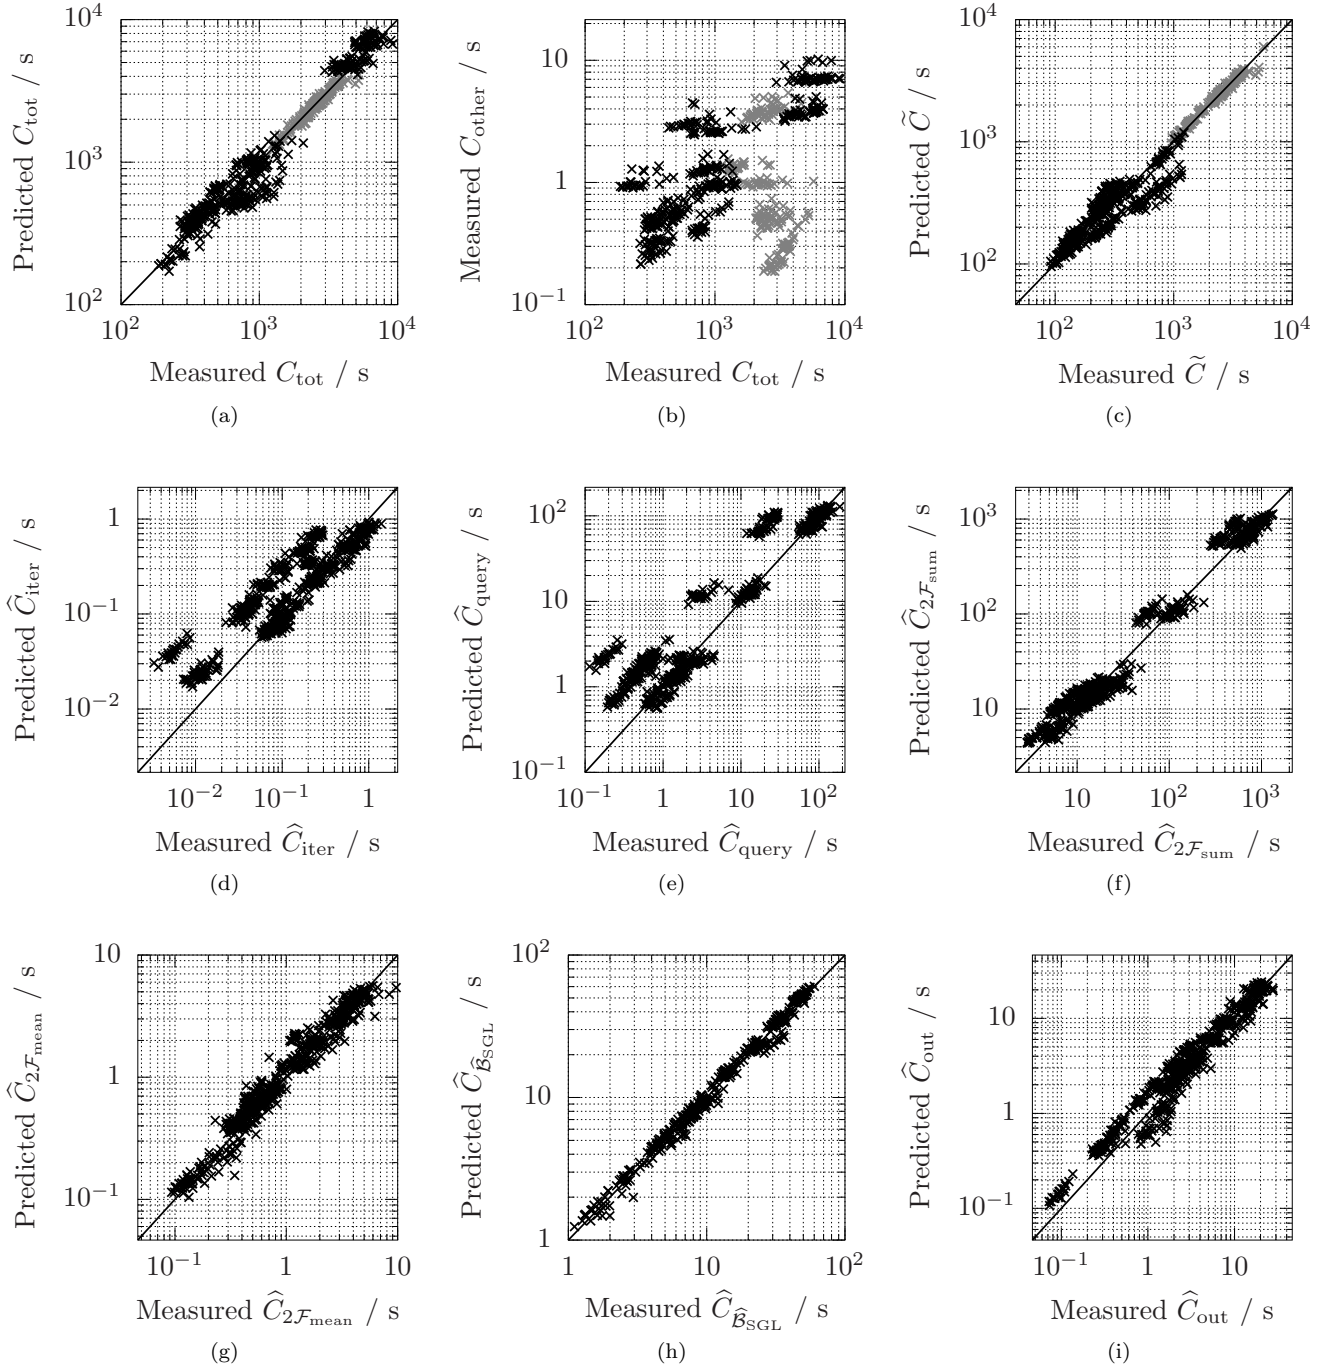 10^4
10^3
10^2
10^2 10^3 10^4
Predicted C_tot / s
Measured C_tot / s
(a)
10
1
10^−1
10^2 10^3 10^4
Measured C_other / s
Measured C_tot / s
(b)
10^4
10^3
10^2
10^2 10^3 10^4
Predicted C̃ / s
Measured C̃ / s
(c)
1
10^−1
10^−2
10^−2 10^−1 1
Predicted Ĉ_iter / s
Measured Ĉ_iter / s
(d)
10^2
10
1
10^−1
10^−1 1 10 10^2
Predicted Ĉ_query / s
Measured Ĉ_query / s
(e)
10^3
10^2
10
10 10^2 10^3
Predicted Ĉ_2ℱ_sum / s
Measured Ĉ_2ℱ_sum / s
(f)
10
1
10^−1
10^−1 1 10
Predicted Ĉ_2ℱ_mean / s
Measured Ĉ_2ℱ_mean / s
(g)
10^2
10
1
1 10 10^2
Predicted Ĉ_ℬ̂_SGL / s
Measured Ĉ_ℬ̂_SGL / s
(h)
10
1
10^−1
10^−1 1 10
Predicted Ĉ_out / s
Measured Ĉ_out / s
(i)